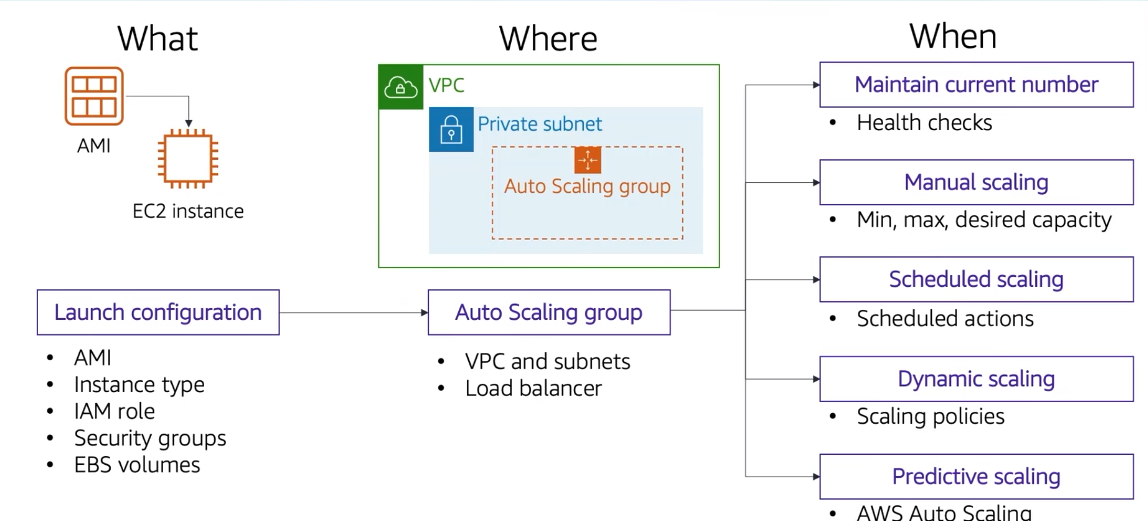 What
Where
When
AMI
EC2 instance
VPC
Private subnet
Auto Scaling group
Launch configuration
• AMI
• Instance type
• IAM role
• Security groups
• EBS volumes
Auto Scaling group
• VPC and subnets
• Load balancer
Maintain current number
• Health checks
Manual scaling
• Min, max, desired capacity
Scheduled scaling
• Scheduled actions
Dynamic scaling
• Scaling policies
Predictive scaling
• AWS Auto Scaling